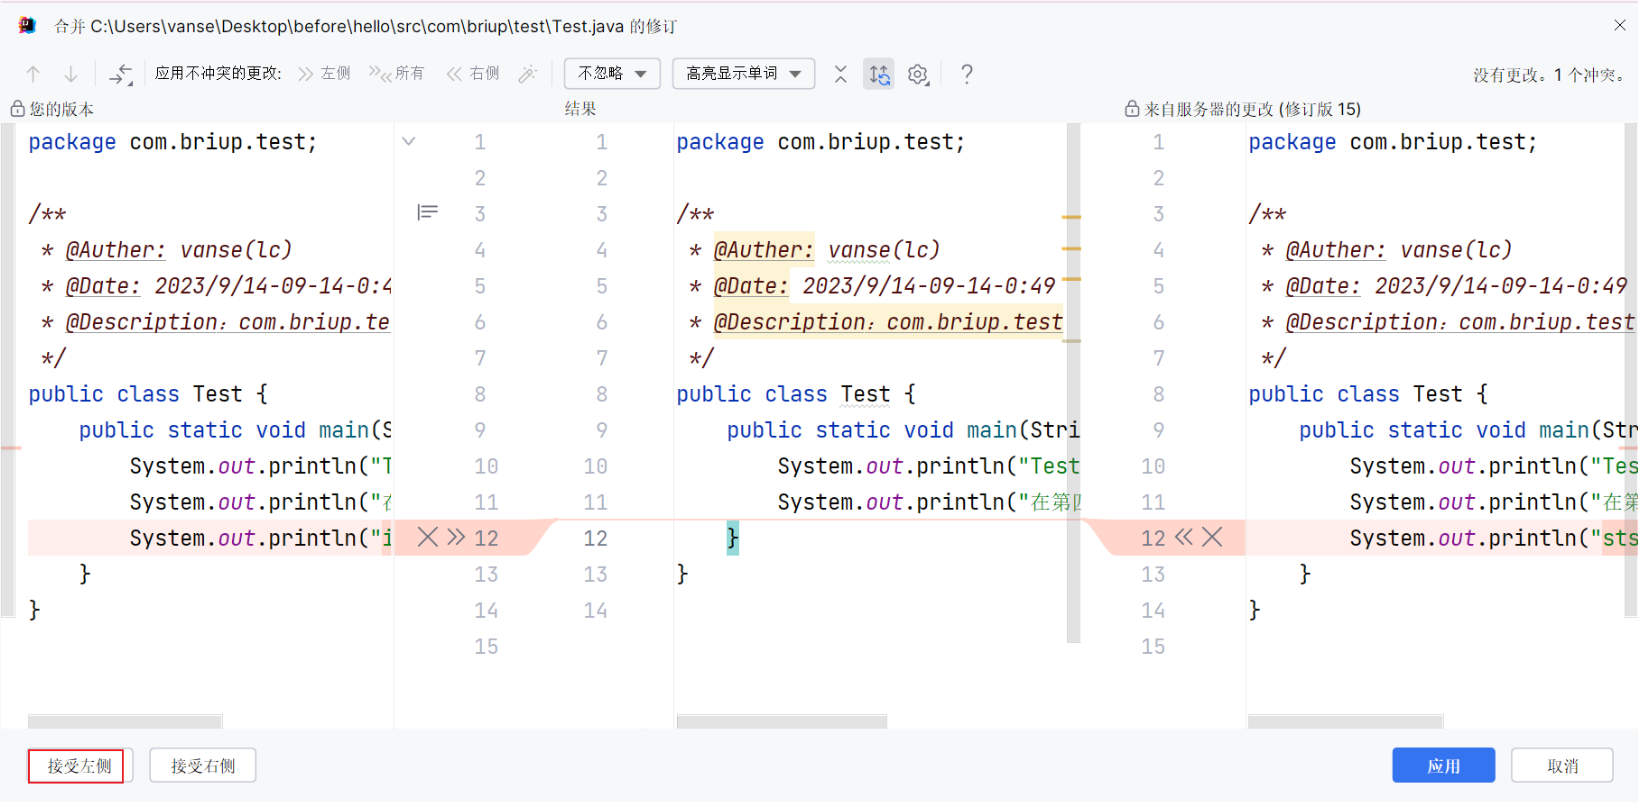 合并 C:\Users\vanse\Desktop\before\hello\src\com\briup\test\Test.java 的修订
应用不冲突的更改: 左侧 所有 右侧 不忽略 高亮显示单词 ? 没有更改。1 个冲突。
您的版本 结果 来自服务器的更改 (修订版 15)
package com.briup.test; 1 1 package com.briup.test; 1 package com.briup.test;
2 2 2
/** 3 3 /** 3 /**
* @Auther: vanse(lc) 4 4 * @Auther: vanse(lc) 4 * @Auther: vanse(lc)
* @Date: 2023/9/14-09-14-0:4 5 5 * @Date: 2023/9/14-09-14-0:49 5 * @Date: 2023/9/14-09-14-0:49
* @Description：com.briup.te 6 6 * @Description：com.briup.test 6 * @Description：com.briup.test
*/ 7 7 */ 7 */
public class Test { 8 8 public class Test { 8 public class Test {
public static void main(S 9 9 public static void main(Stri 9 public static void main(Str
System.out.println("T 10 10 System.out.println("Test 10 System.out.println("Tes
System.out.println("在 11 11 System.out.println("在第四 11 System.out.println("在第
System.out.println("i 12 12 } 12 System.out.println("sts
} 13 13 } 13 }
} 14 14 14 }
15 15
接受左侧 接受右侧 应用 取消